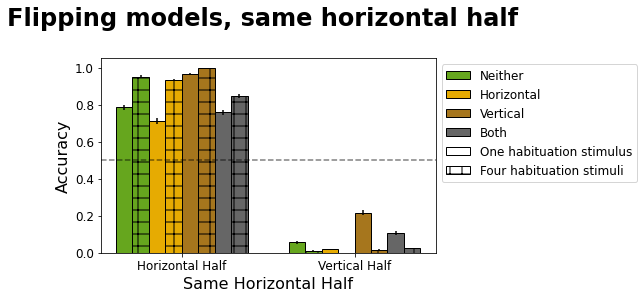 Flipping models, same horizontal half
1.0
0.8
0.6
0.4
0.2
0.0
Accuracy
Horizontal Half
Vertical Half
Same Horizontal Half
Neither
Horizontal
Vertical
Both
One habituation stimulus
Four habituation stimuli